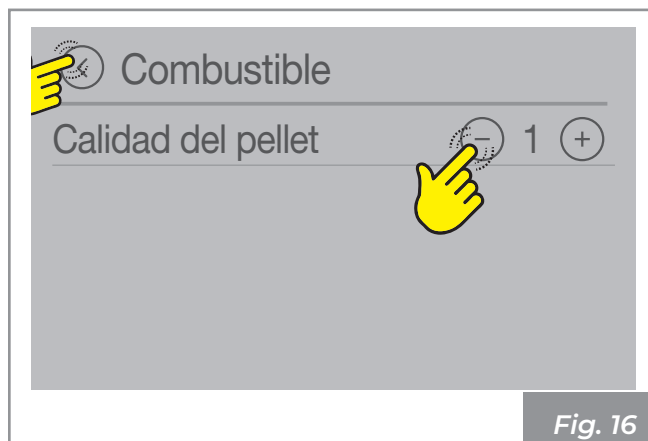 Combustible
Calidad del pellet - 1 +
Fig. 16